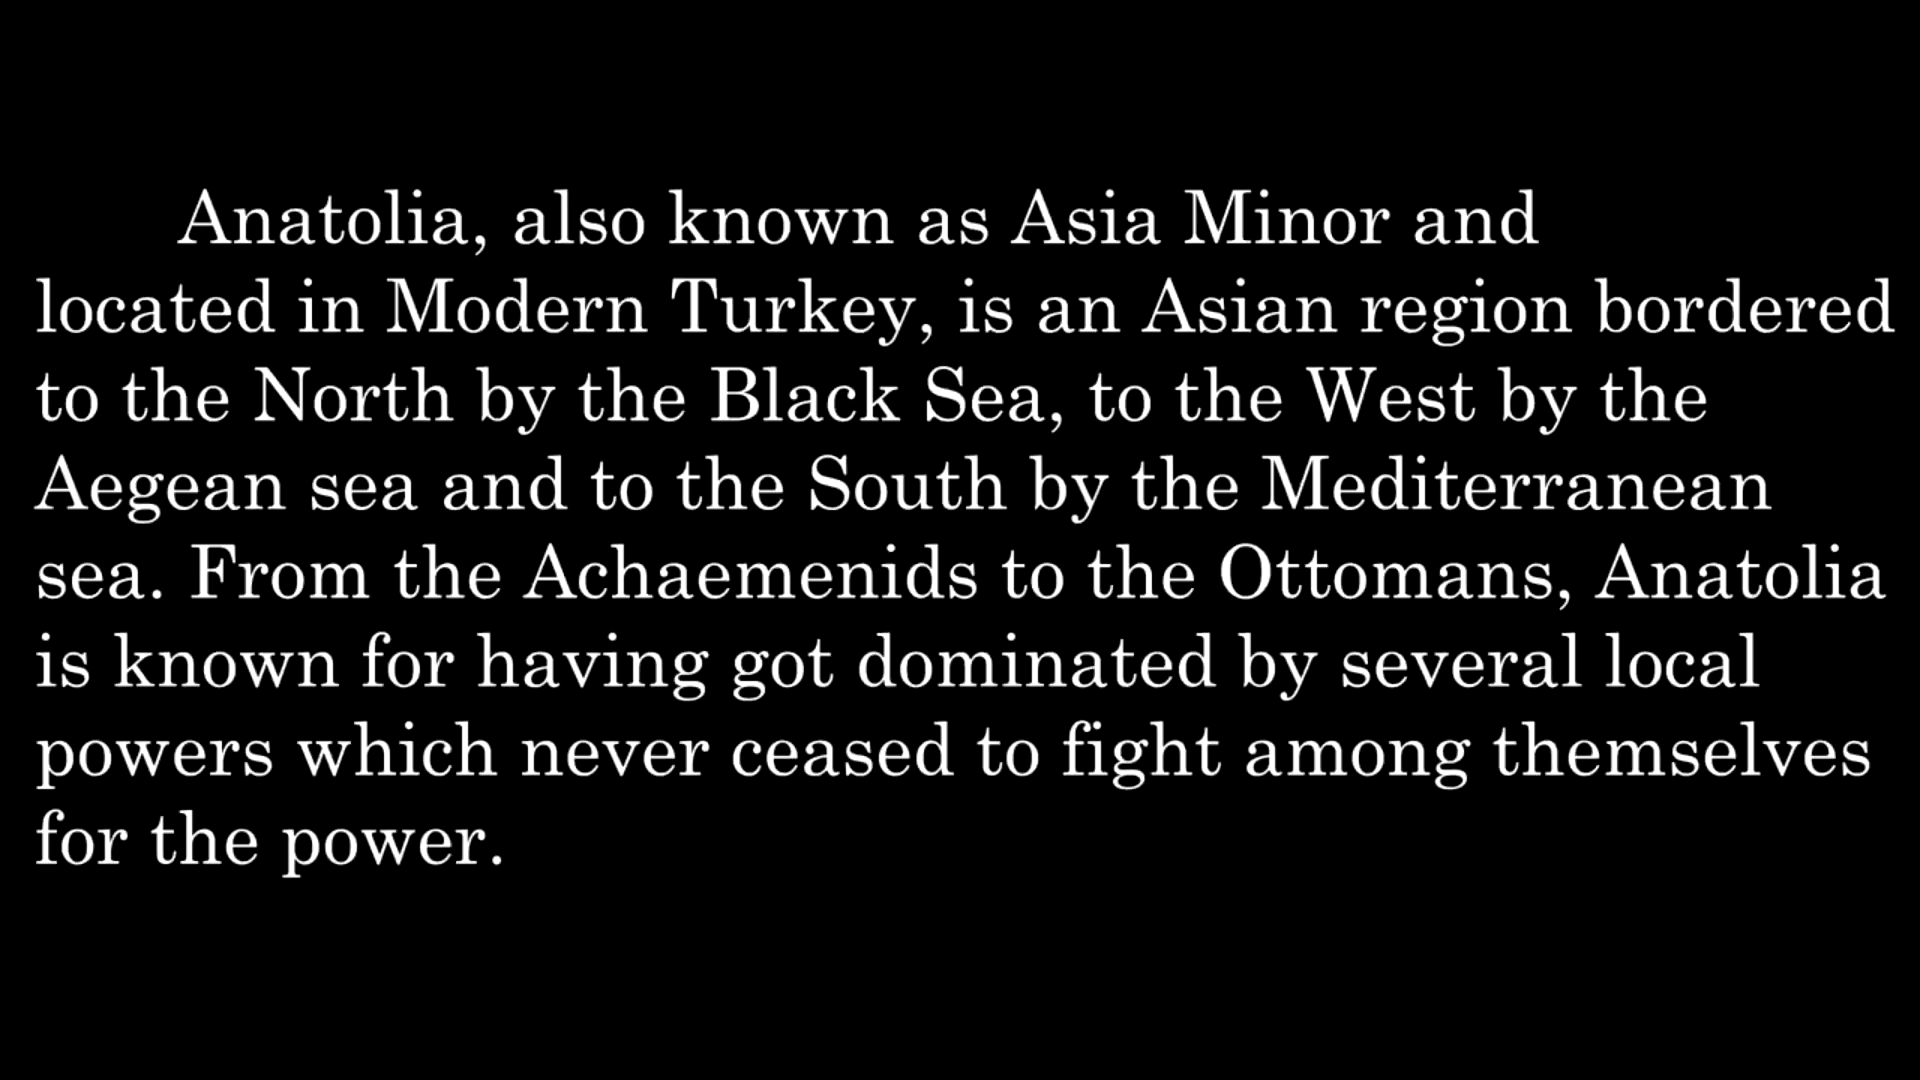 Anatolia, also known as Asia Minor and
located in Modern Turkey, is an Asian region bordered
to the North by the Black Sea, to the West by the
Aegean sea and to the South by the Mediterranean
sea. From the Achaemenids to the Ottomans, Anatolia
is known for having got dominated by several local
powers which never ceased to fight among themselves
for the power.